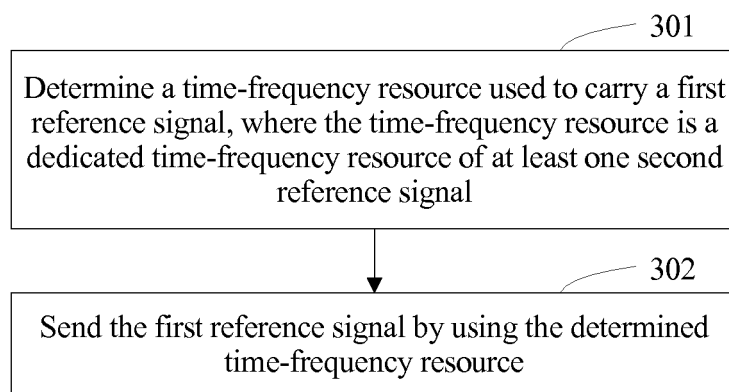 301
Determine a time-frequency resource used to carry a first
reference signal, where the time-frequency resource is a
dedicated time-frequency resource of at least one second
reference signal
302
Send the first reference signal by using the determined
time-frequency resource